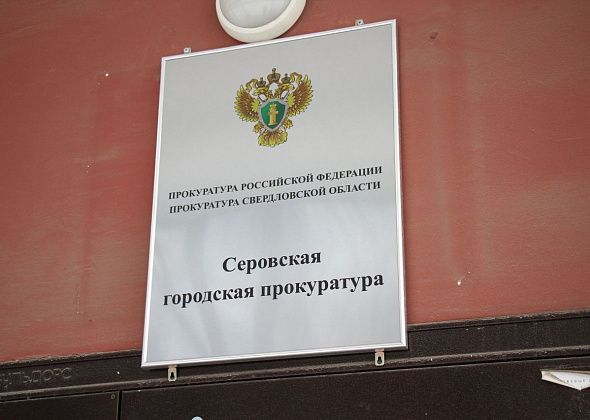 ПРОКУРАТУРА РОССИЙСКОЙ ФЕДЕРАЦИИ
ПРОКУРАТУРА СВЕРДЛОВСКОЙ ОБЛАСТИ
Серовская
городская прокуратура